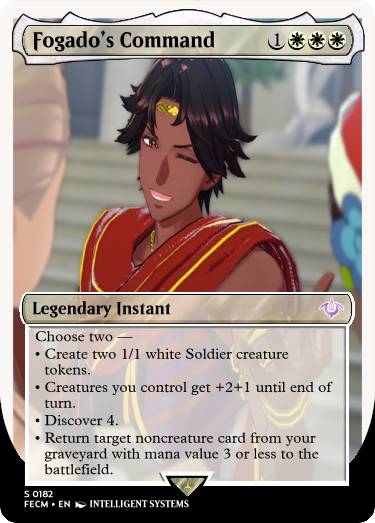 Fogado's Command 1
Legendary Instant
Choose two —
• Create two 1/1 white Soldier creature
tokens.
• Creatures you control get +2+1 until end of
turn.
• Discover 4.
• Return target noncreature card from your
graveyard with mana value 3 or less to the
battlefield.
S 0182
FECM • EN INTELLIGENT SYSTEMS